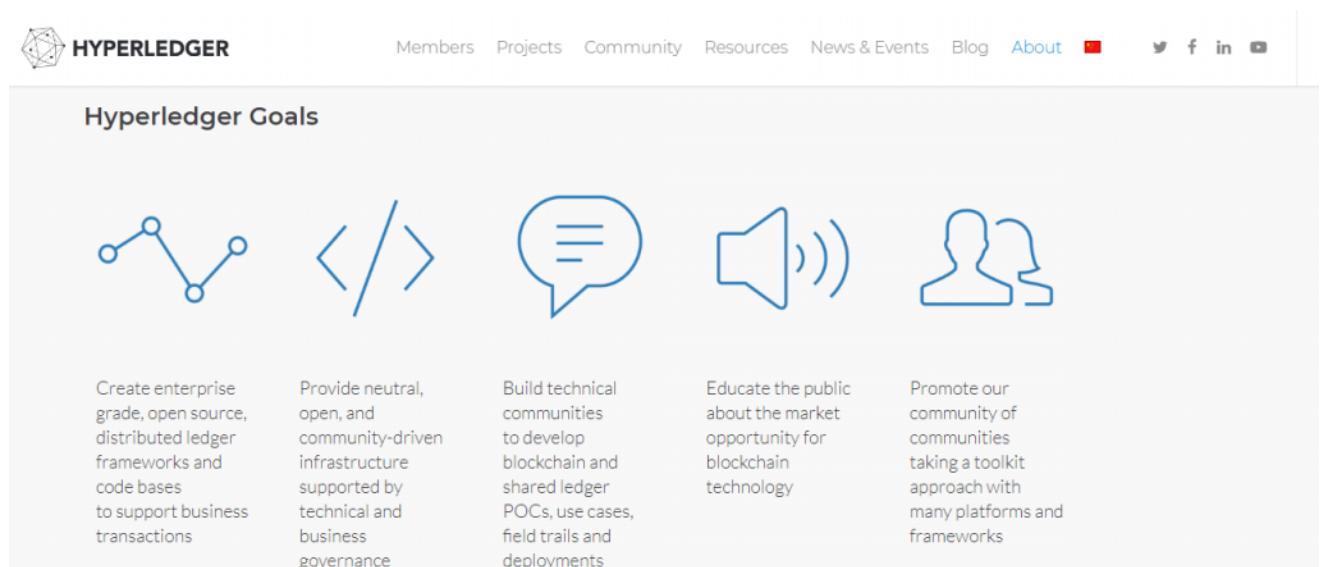 HYPERLEDGER
Members Projects Community Resources News & Events Blog About
Hyperledger Goals
Create enterprise
grade, open source,
distributed ledger
frameworks and
code bases
to support business
transactions
Provide neutral,
open, and
community-driven
infrastructure
supported by
technical and
business
governance
Build technical
communities
to develop
blockchain and
shared ledger
POCs, use cases,
field trails and
deployments
Educate the public
about the market
opportunity for
blockchain
technology
Promote our
community of
communities
taking a toolkit
approach with
many platforms and
frameworks